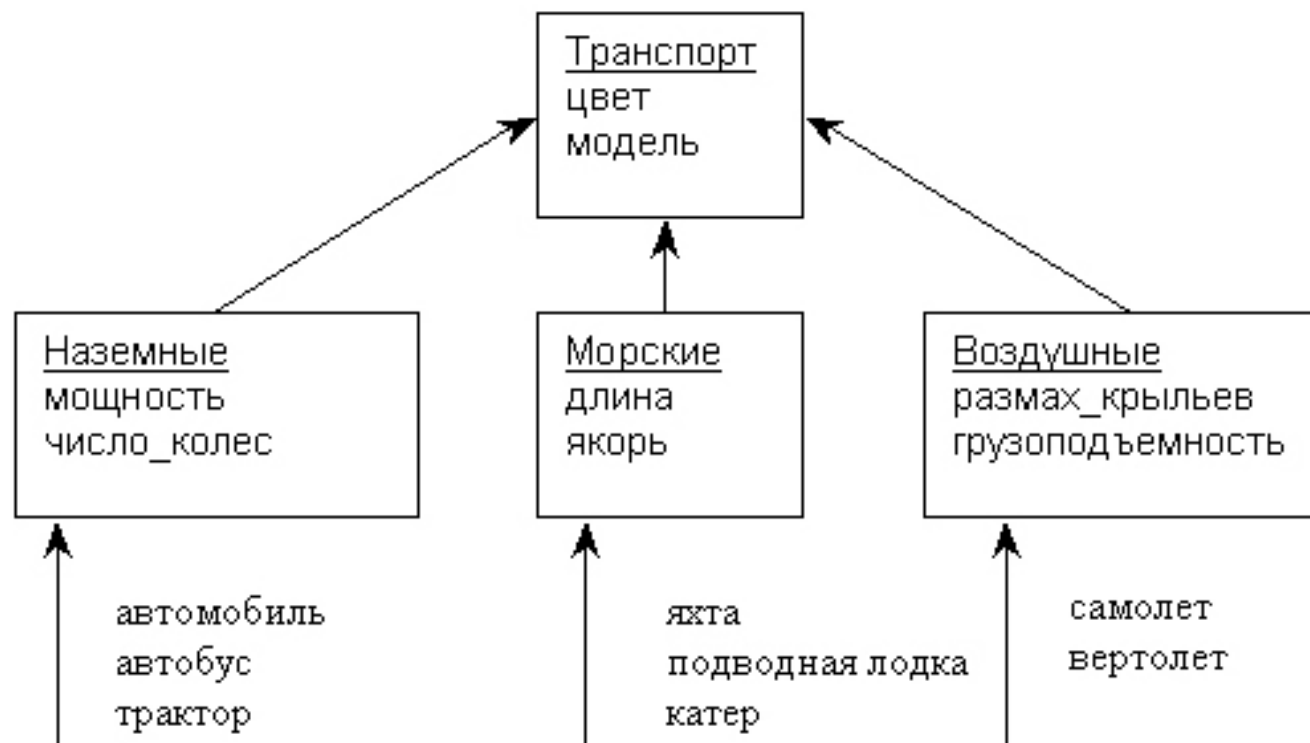 Транспорт
цвет
модель
Наземные
мощность
число_колес
Морские
длина
якорь
Воздушные
размах_крыльев
грузоподъемность
автомобиль
автобус
трактор
яхта
подводная лодка
катер
самолет
вертолет